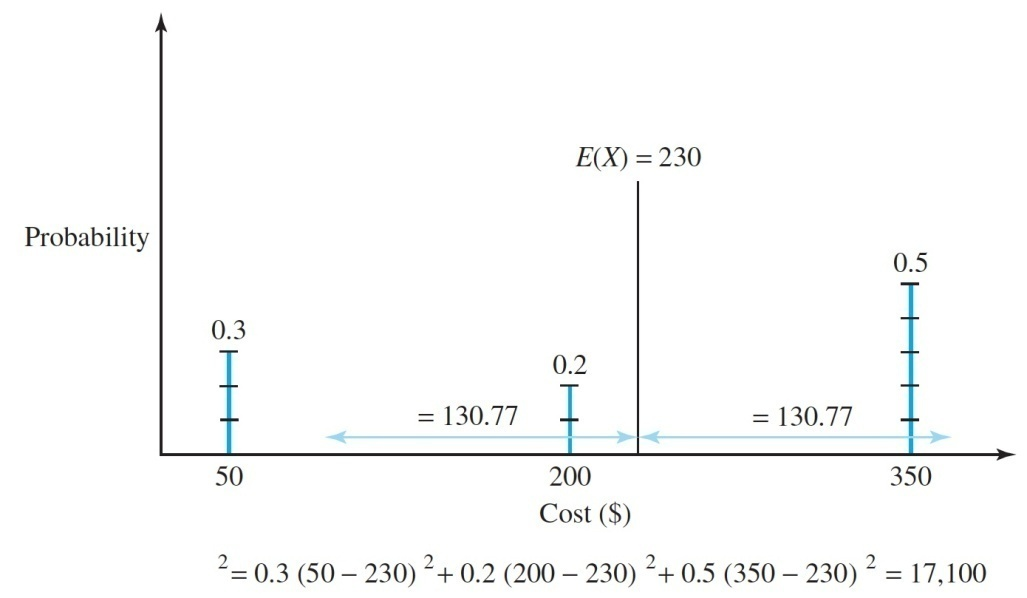 E(X) = 230
Probability
0.5
0.3
0.2
= 130.77
= 130.77
50
200
350
Cost ($)
² = 0.3 (50 – 230) ² + 0.2 (200 – 230) ² + 0.5 (350 – 230) ² = 17,100